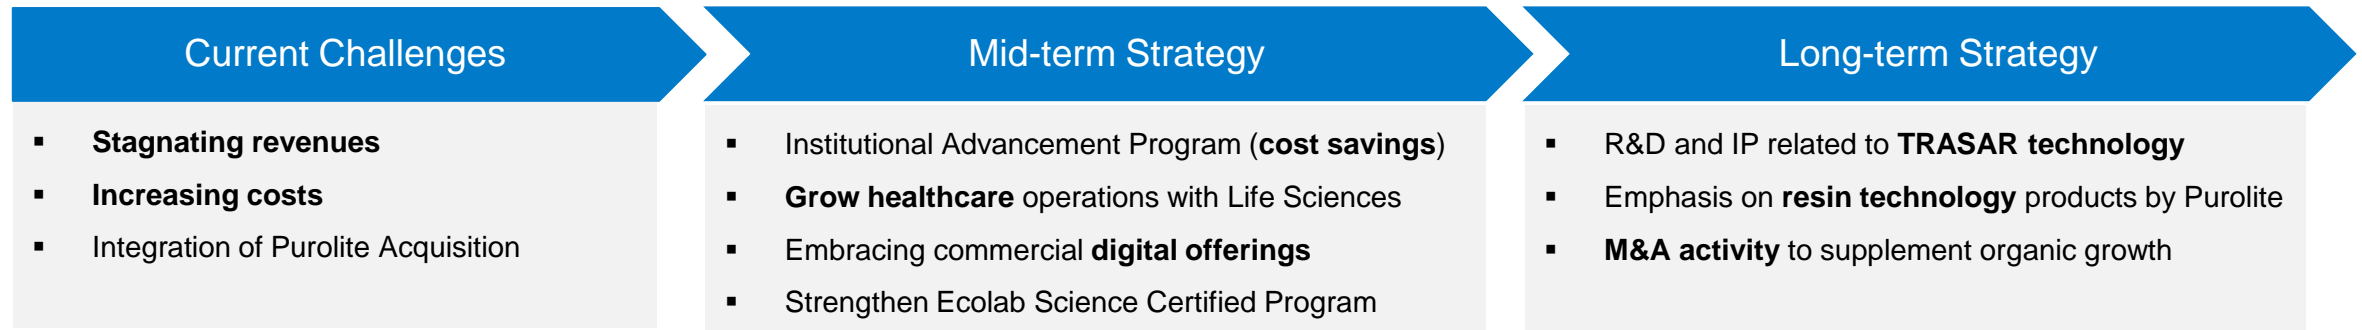 Current Challenges
▪ Stagnating revenues
▪ Increasing costs
▪ Integration of Purolite Acquisition
Mid-term Strategy
▪ Institutional Advancement Program (cost savings)
▪ Grow healthcare operations with Life Sciences
▪ Embracing commercial digital offerings
▪ Strengthen Ecolab Science Certified Program
Long-term Strategy
▪ R&D and IP related to TRASAR technology
▪ Emphasis on resin technology products by Purolite
▪ M&A activity to supplement organic growth